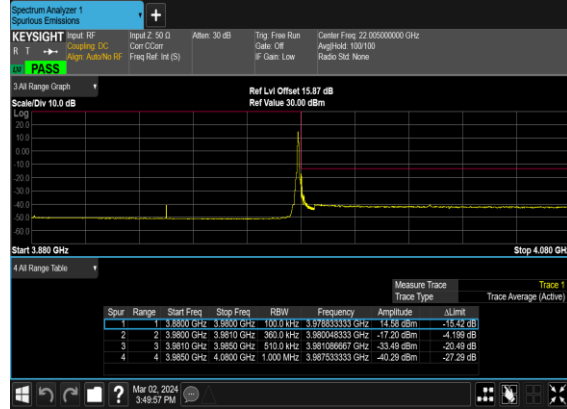 Spectrum Analyzer 1
Spurious Emissions
+
KEYSIGHT Input: RF Input Z: 50 Ω Atten: 30 dB Trig: Free Run Center Freq: 22.005000000 GHz
R T Coupling: DC Corr CCorr Gate: Off Avg|Hold: 100/100
Align: Auto/No RF Freq Ref: Int (S) IF Gain: Low Radio Std: None
PASS
3 All Range Graph
Ref Lvl Offset 15.87 dB
Scale/Div 10.0 dB Ref Value 30.00 dBm
Log
20.0
10.0
0.00
-10.0
-20.0
-30.0
-40.0
-50.0
-60.0
Start 3.880 GHz Stop 4.080 GHz
4 All Range Table
Measure Trace Trace 1
Trace Type Trace Average (Active)
Spur Range Start Freq Stop Freq RBW Frequency Amplitude ΔLimit
1 1 3.8800 GHz 3.9800 GHz 100.0 kHz 3.978833333 GHz 14.58 dBm -15.42 dB
2 2 3.9800 GHz 3.9810 GHz 360.0 kHz 3.980048333 GHz -17.20 dBm -4.199 dB
3 3 3.9810 GHz 3.9850 GHz 510.0 kHz 3.981086667 GHz -33.49 dBm -20.49 dB
4 4 3.9850 GHz 4.0800 GHz 1.000 MHz 3.987533333 GHz -40.29 dBm -27.29 dB
? Mar 02, 2024
3:49:57 PM